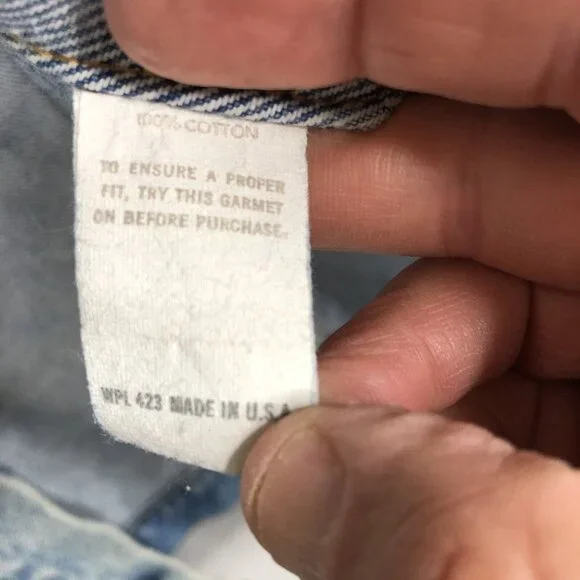 100% COTTON
TO ENSURE A PROPER
FIT, TRY THIS GARMET
ON BEFORE PURCHASE.
WPL 423 MADE IN U.S.A